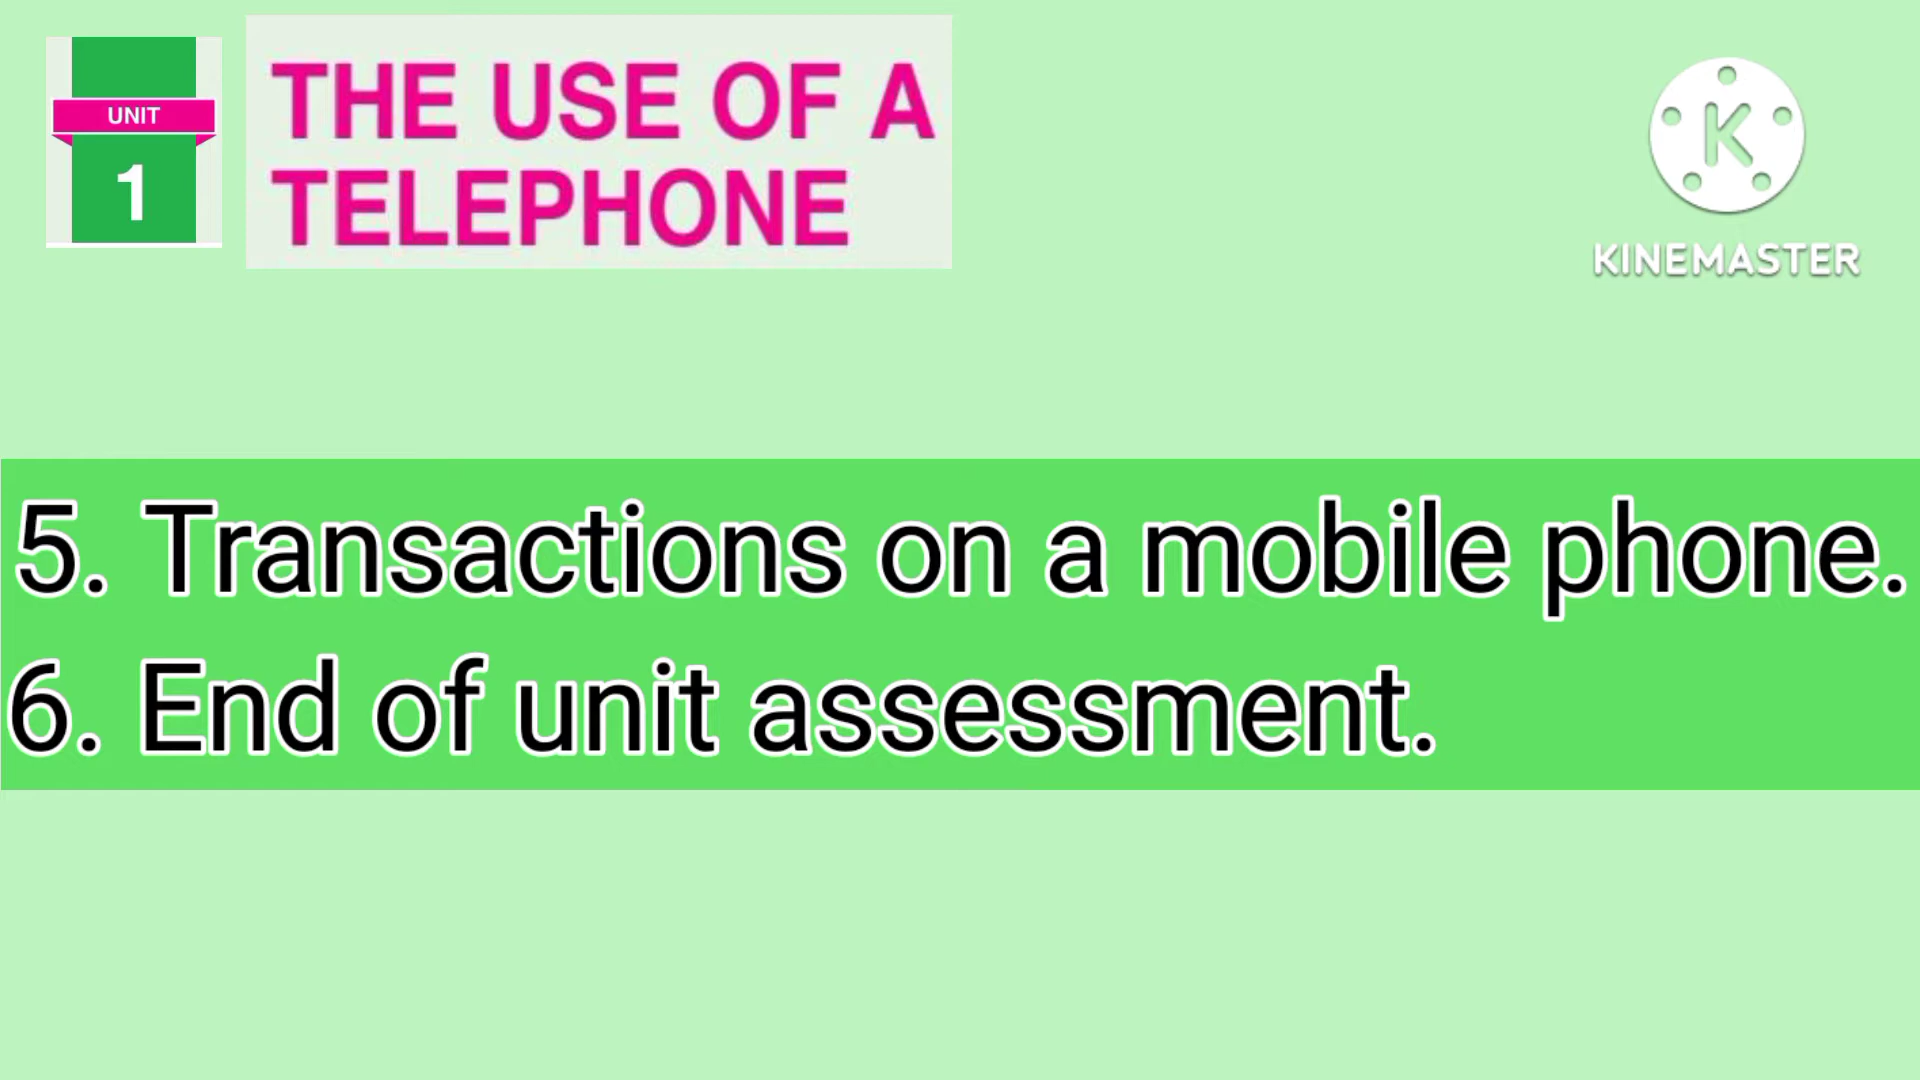 UNIT
1
THE USE OF A
TELEPHONE
K
KINEMASTER
5. Transactions on a mobile phone.
6. End of unit assessment.